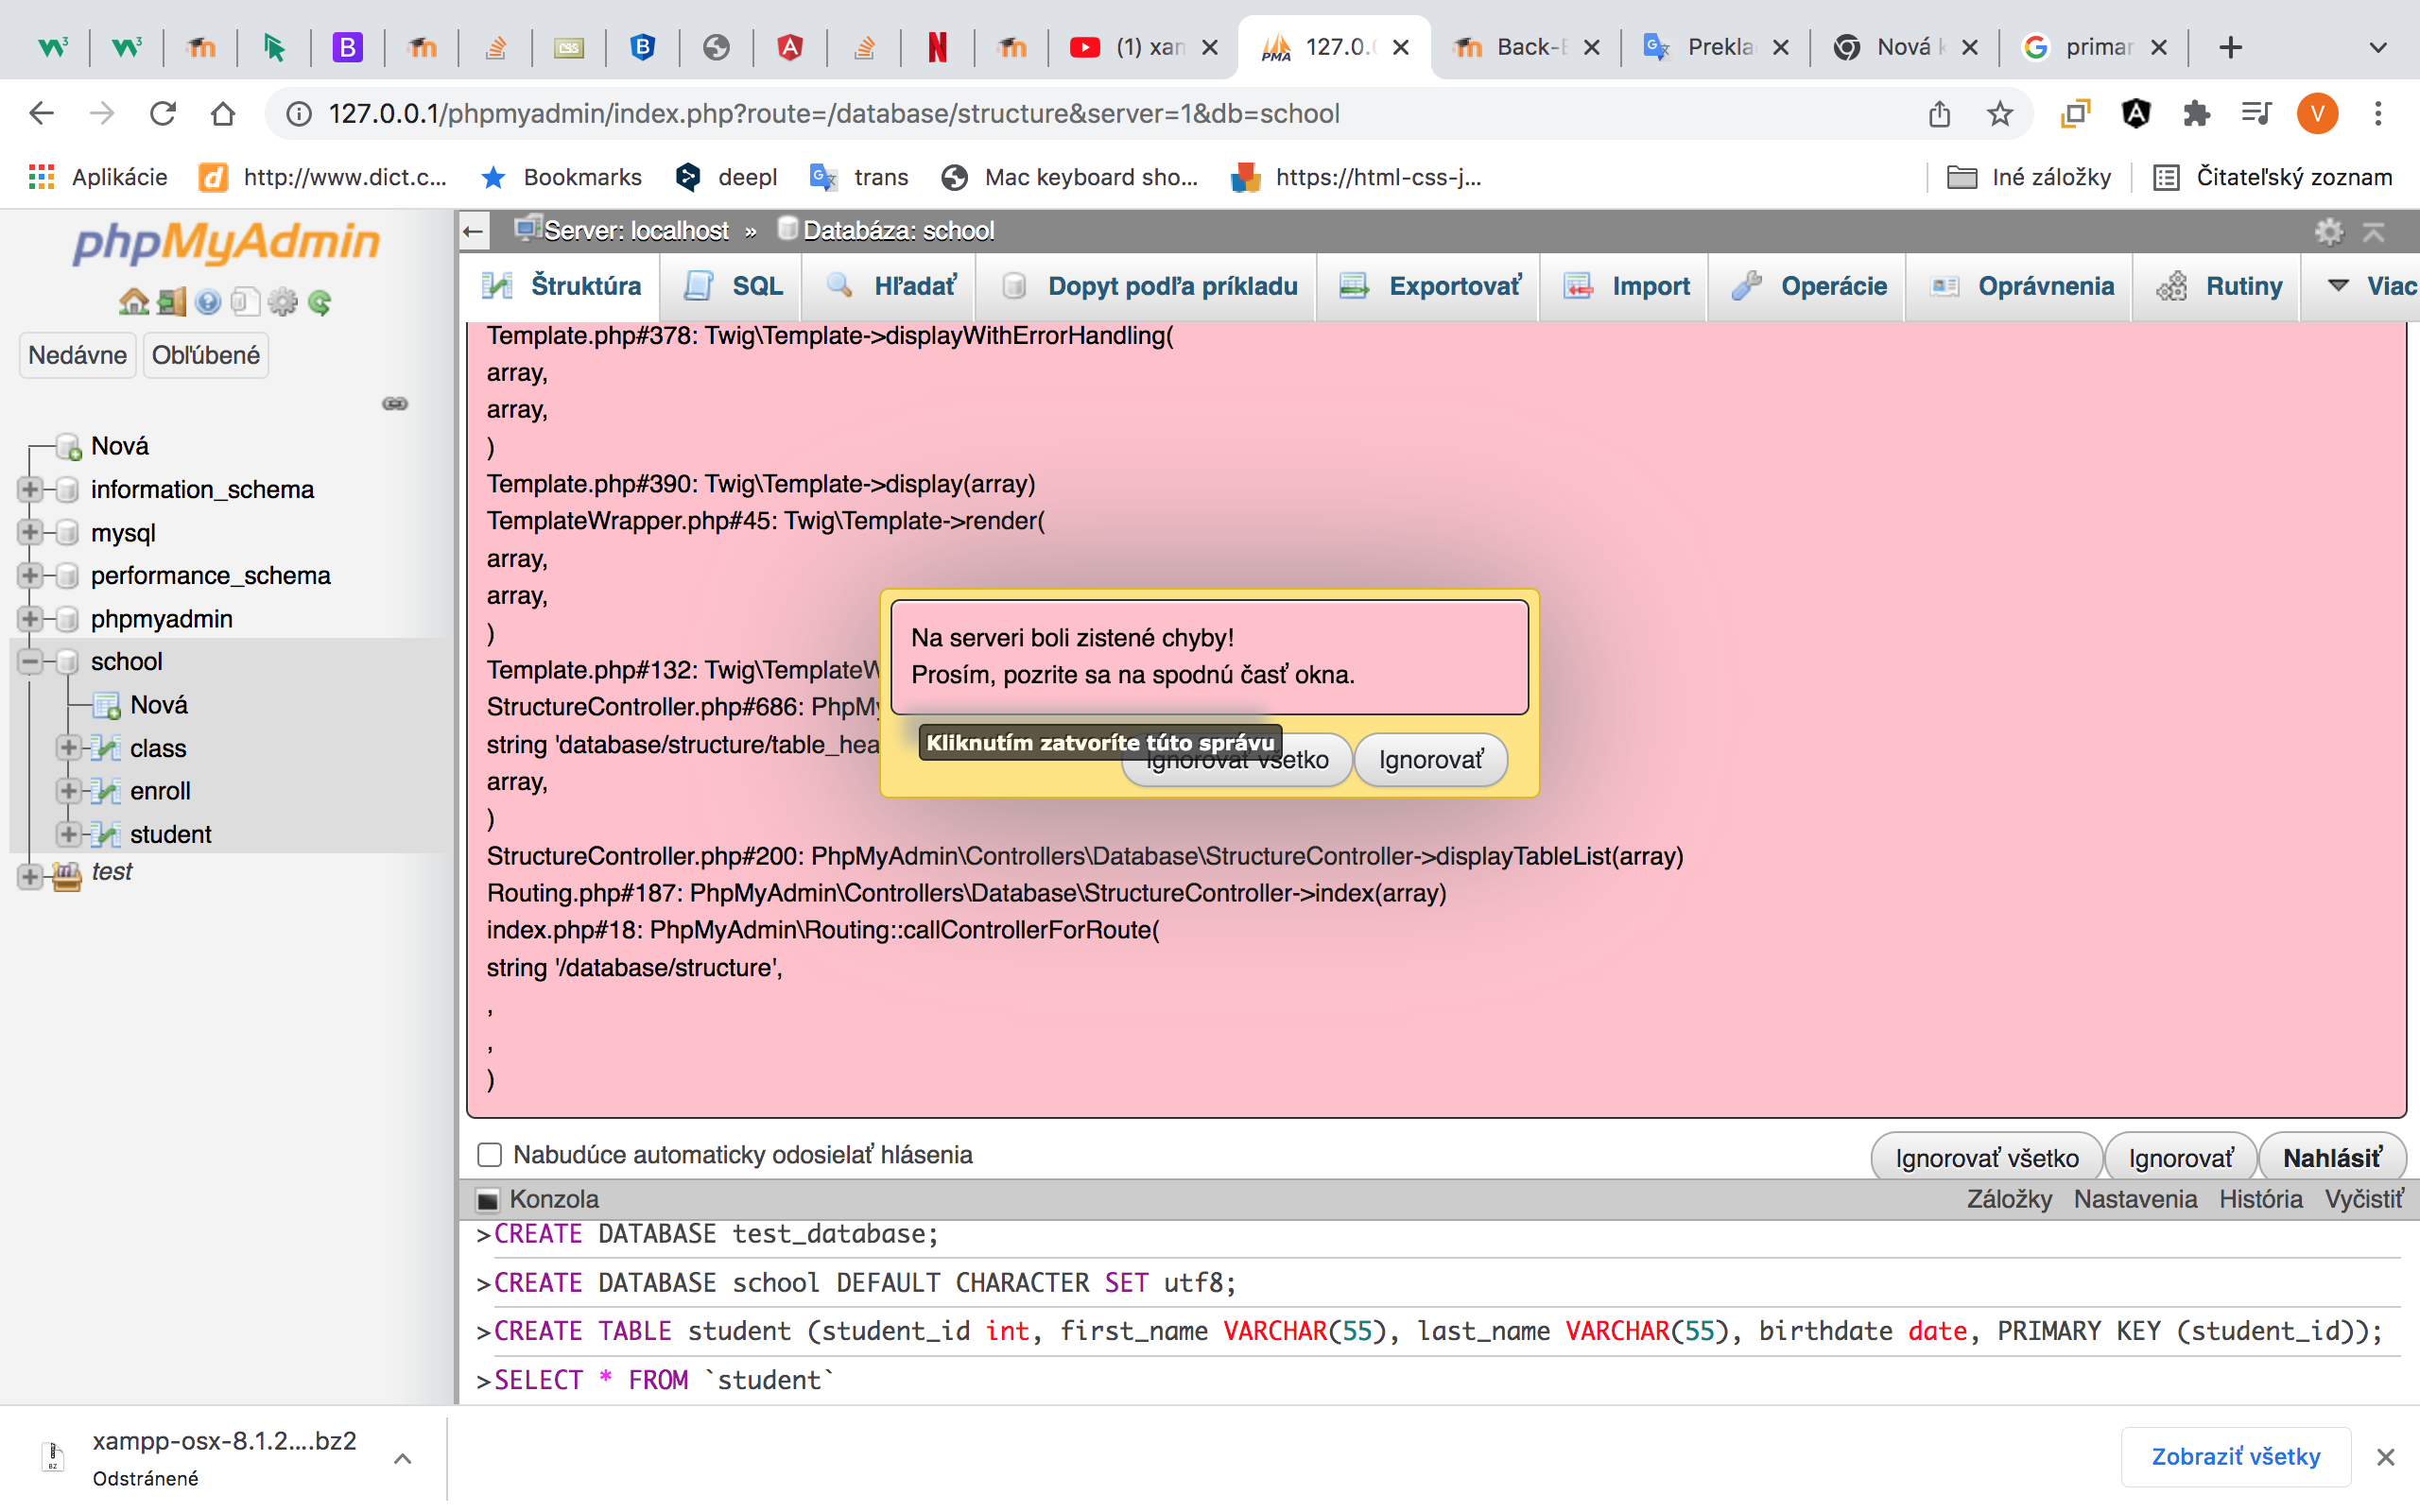 (1) xan
127.0.
Back-E
Prekla
Nová k
primar
127.0.0.1/phpmyadmin/index.php?route=/database/structure&server=1&db=school
V
Aplikácie
http://www.dict.c...
Bookmarks
deepl
trans
Mac keyboard sho...
https://html-css-j...
Iné záložky
Čitateľský zoznam
phpMyAdmin
Nedávne
Obľúbené
Nová
information_schema
mysql
performance_schema
phpmyadmin
school
Nová
class
enroll
student
test
Server: localhost » Databáza: school
Štruktúra
SQL
Hľadať
Dopyt podľa príkladu
Exportovať
Import
Operácie
Oprávnenia
Rutiny
Viac
Template.php#378: Twig\Template->displayWithErrorHandling(
array,
array,
)
Template.php#390: Twig\Template->display(array)
TemplateWrapper.php#45: Twig\Template->render(
array,
array,
)
Template.php#132: Twig\TemplateW
StructureController.php#686: PhpMy
string 'database/structure/table_hea
array,
)
StructureController.php#200: PhpMyAdmin\Controllers\Database\StructureController->displayTableList(array)
Routing.php#187: PhpMyAdmin\Controllers\Database\StructureController->index(array)
index.php#18: PhpMyAdmin\Routing::callControllerForRoute(
string '/database/structure',
,
,
)
Na serveri boli zistené chyby!
Prosím, pozrite sa na spodnú časť okna.
Kliknutím zatvoríte túto správu
Ignorovať všetko
Ignorovať
Nabudúce automaticky odosielať hlásenia
Ignorovať všetko
Ignorovať
Nahlásiť
Konzola
Záložky
Nastavenia
História
Vyčistiť
>CREATE DATABASE test_database;
>CREATE DATABASE school DEFAULT CHARACTER SET utf8;
>CREATE TABLE student (student_id int, first_name VARCHAR(55), last_name VARCHAR(55), birthdate date, PRIMARY KEY (student_id));
>SELECT * FROM `student`
xampp-osx-8.1.2....bz2
Odstránené
Zobraziť všetky